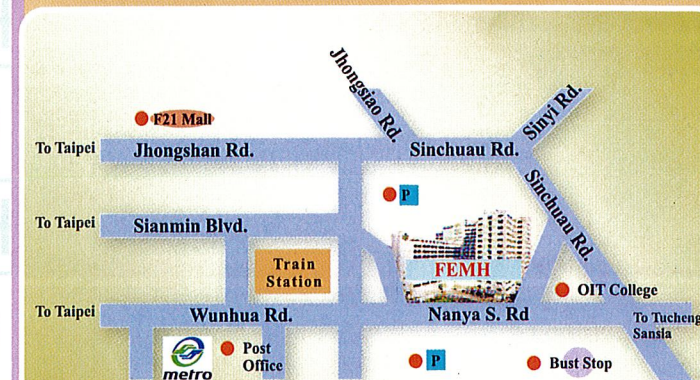 Jhongsiao Rd.
Sinyi Rd.
F21 Mall
To Taipei
Jhongshan Rd.
Sinchuau Rd.
Sinchuau Rd.
P
To Taipei
Sianmin Blvd.
Train
Station
FEMH
OIT College
To Taipei
Wunhua Rd.
Nanya S. Rd
To Tucheng
Sansia
metro
Post
Office
P
Bust Stop